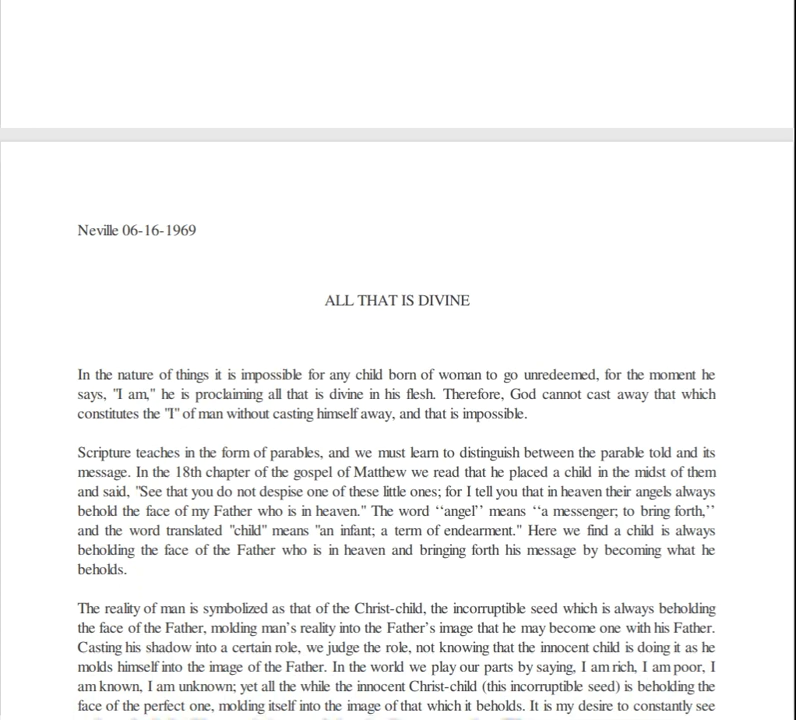 Neville 06-16-1969
ALL THAT IS DIVINE
In the nature of things it is impossible for any child born of woman to go unredeemed, for the moment he
says, "I am," he is proclaiming all that is divine in his flesh. Therefore, God cannot cast away that which
constitutes the "I" of man without casting himself away, and that is impossible.
Scripture teaches in the form of parables, and we must learn to distinguish between the parable told and its
message. In the 18th chapter of the gospel of Matthew we read that he placed a child in the midst of them
and said, "See that you do not despise one of these little ones; for I tell you that in heaven their angels always
behold the face of my Father who is in heaven." The word ‘‘angel’’ means ‘‘a messenger; to bring forth,’’
and the word translated "child" means "an infant; a term of endearment." Here we find a child is always
beholding the face of the Father who is in heaven and bringing forth his message by becoming what he
beholds.
The reality of man is symbolized as that of the Christ-child, the incorruptible seed which is always beholding
the face of the Father, molding man’s reality into the Father’s image that he may become one with his Father.
Casting his shadow into a certain role, we judge the role, not knowing that the innocent child is doing it as he
molds himself into the image of the Father. In the world we play our parts by saying, I am rich, I am poor, I
am known, I am unknown; yet all the while the innocent Christ-child (this incorruptible seed) is beholding the
face of the perfect one, molding itself into the image of that which it beholds. It is my desire to constantly see